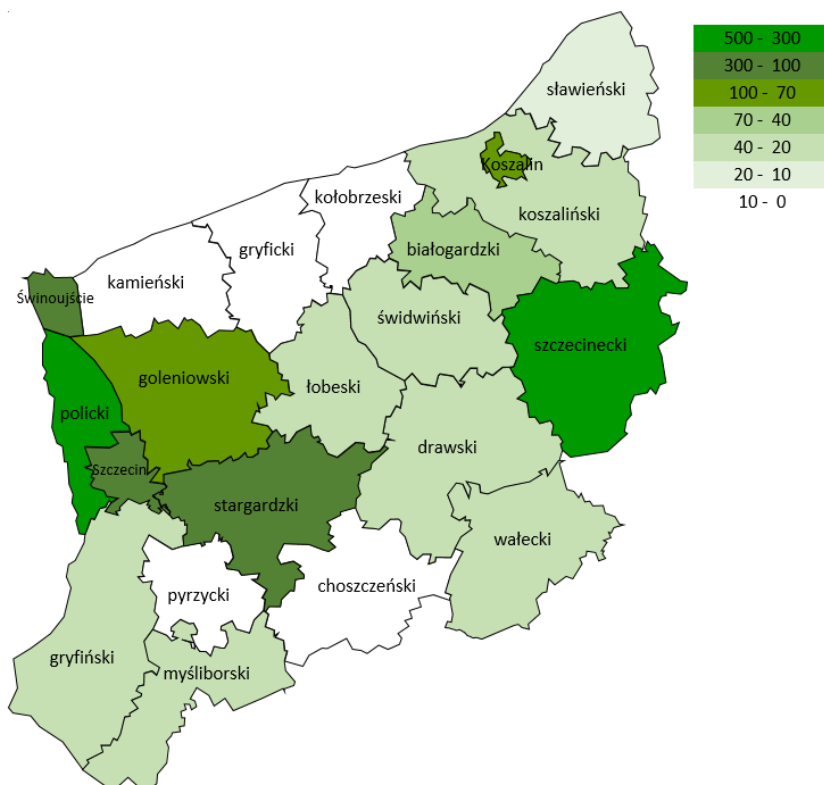 500 - 300
300 - 100
100 - 70
70 - 40
40 - 20
20 - 10
10 - 0
sławieński
Koszalin
kołobrzeski
koszaliński
gryficki
białogardzki
kamieński
Świnoujście
świdwiński
szczecinecki
goleniowski
łobeski
policki
drawski
Szczecin
stargardzki
wałecki
choszczeński
pyrzycki
gryfiński
myśliborski